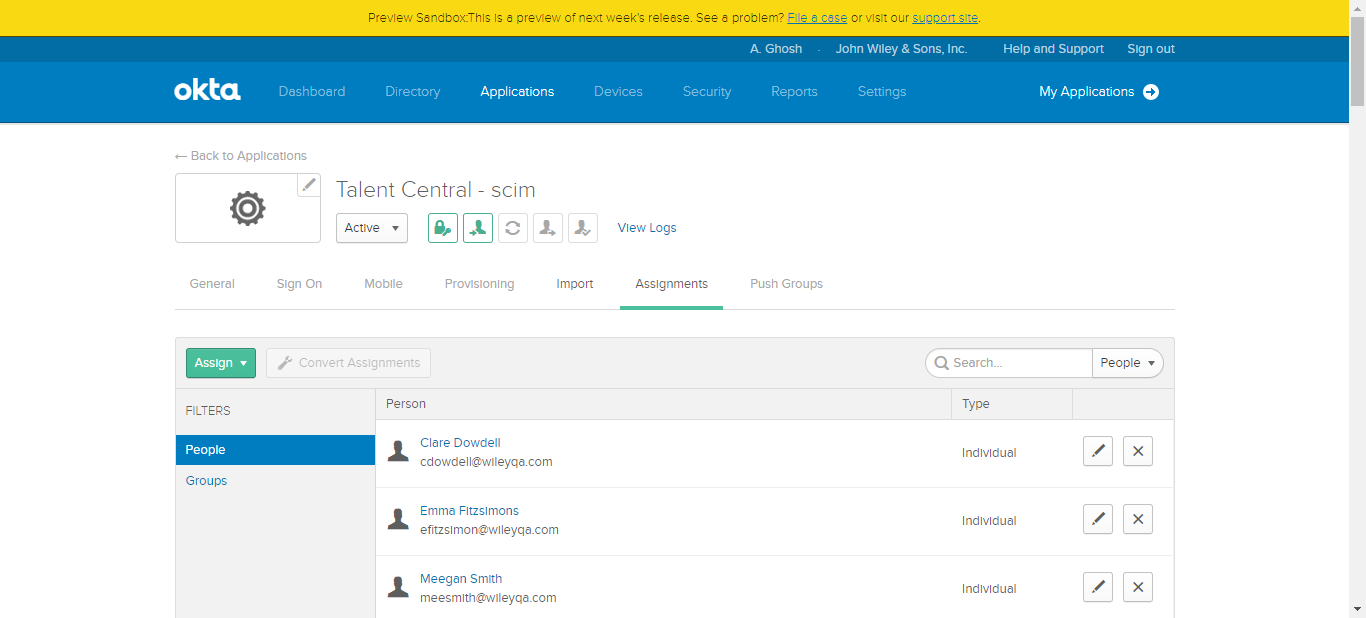 Preview Sandbox:This is a preview of next week's release. See a problem? File a case or visit our support site.
A. Ghosh · John Wiley & Sons, Inc. Help and Support Sign out
okta Dashboard Directory Applications Devices Security Reports Settings My Applications
← Back to Applications
Talent Central - scim
Active View Logs
General Sign On Mobile Provisioning Import Assignments Push Groups
Assign Convert Assignments Search... People
FILTERS Person Type
People
Groups
Clare Dowdell
cdowdell@wileyqa.com
Individual
Emma Fitzsimons
efitzsimon@wileyqa.com
Individual
Meegan Smith
meesmith@wileyqa.com
Individual